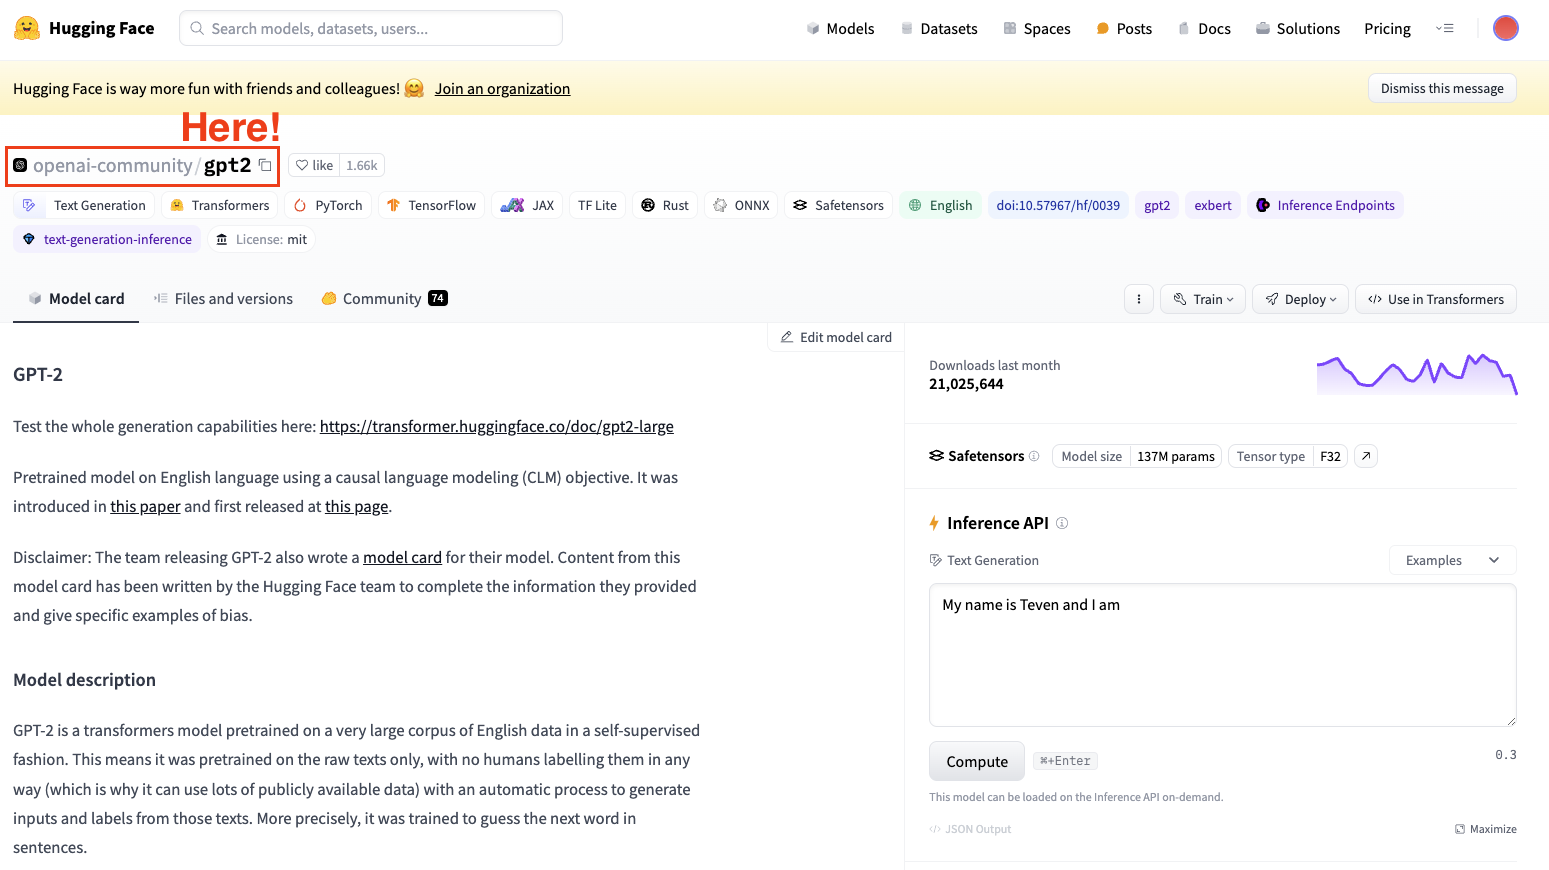 Hugging Face
Search models, datasets, users...
Models
Datasets
Spaces
Posts
Docs
Solutions
Pricing
Hugging Face is way more fun with friends and colleagues! Join an organization
Dismiss this message
Here!
openai-community/gpt2
like 1.66k
Text Generation
Transformers
PyTorch
TensorFlow
JAX
TF Lite
Rust
ONNX
Safetensors
English
doi:10.57967/hf/0039
gpt2
exbert
Inference Endpoints
text-generation-inference
License: mit
Model card
Files and versions
Community 74
Train
Deploy
Use in Transformers
Edit model card
GPT-2
Test the whole generation capabilities here: https://transformer.huggingface.co/doc/gpt2-large
Pretrained model on English language using a causal language modeling (CLM) objective. It was
introduced in this paper and first released at this page.
Disclaimer: The team releasing GPT-2 also wrote a model card for their model. Content from this
model card has been written by the Hugging Face team to complete the information they provided
and give specific examples of bias.
Model description
GPT-2 is a transformers model pretrained on a very large corpus of English data in a self-supervised
fashion. This means it was pretrained on the raw texts only, with no humans labelling them in any
way (which is why it can use lots of publicly available data) with an automatic process to generate
inputs and labels from those texts. More precisely, it was trained to guess the next word in
sentences.
Downloads last month
21,025,644
Safetensors
Model size 137M params
Tensor type F32
Inference API
Text Generation
Examples
My name is Teven and I am
Compute
⌘+Enter
0.3
This model can be loaded on the Inference API on-demand.
JSON Output
Maximize